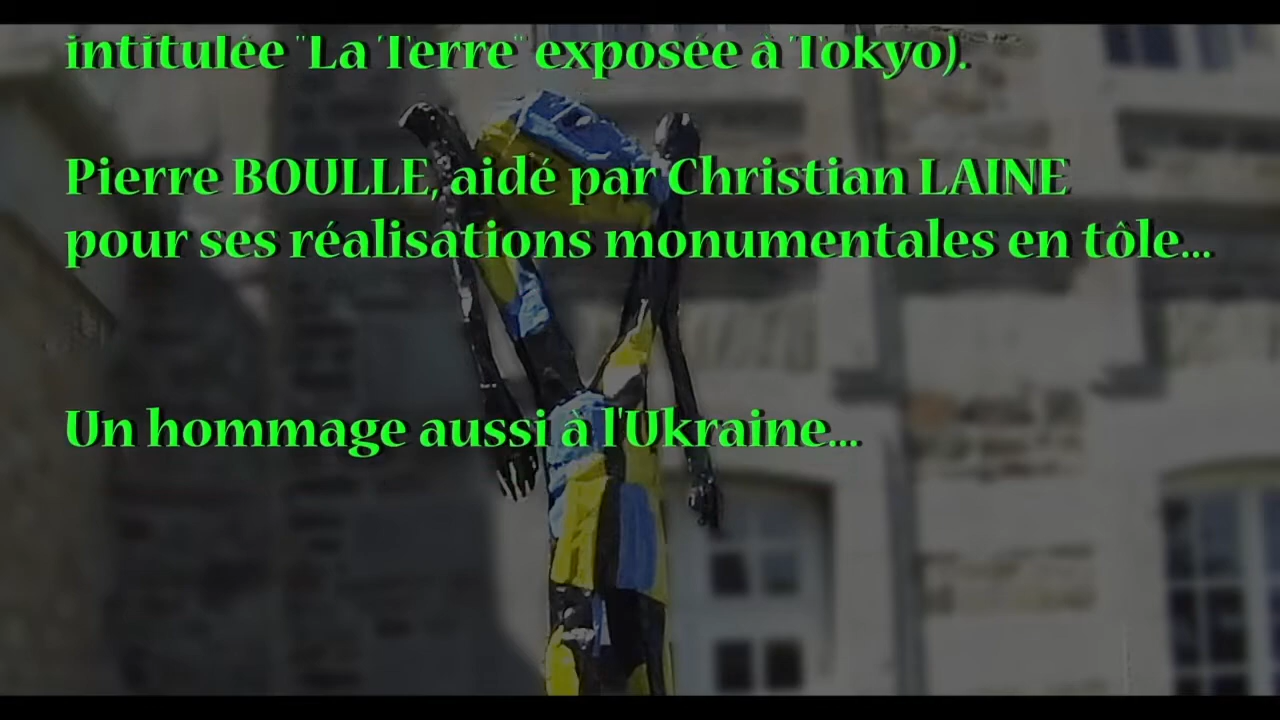 intitulée "La Terre" exposée à Tokyo).
Pierre BOULLE, aidé par Christian LAINE
pour ses réalisations monumentales en tôle...
Un hommage aussi à l'Ukraine...